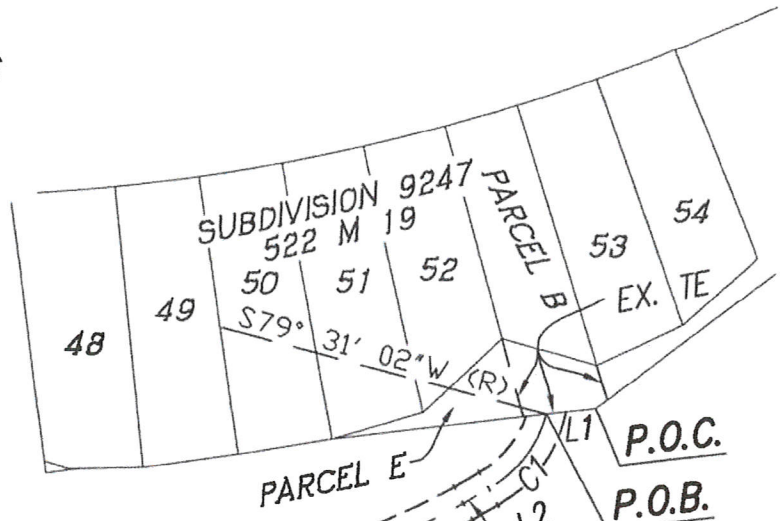 SUBDIVISION 9247
522 M 19
PARCEL B
48
49
50
51
52
53
54
EX. TE
S79° 31' 02"W (R)
PARCEL E
L1
C1
P.O.C.
P.O.B.
L2